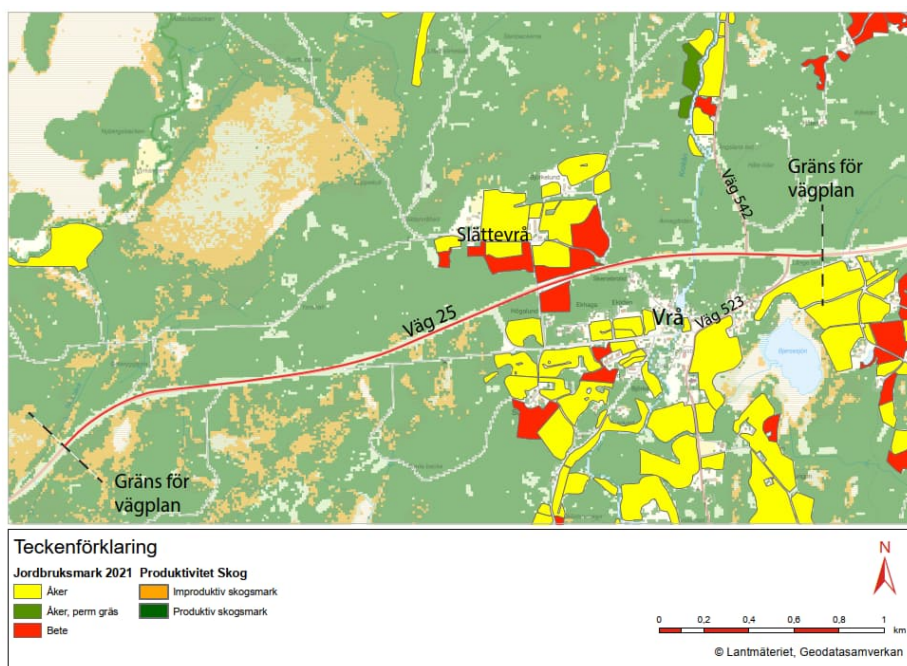 Gräns för
vägplan
Väg 542
Slättevrå
Väg 25
Vrå
Väg 523
Gräns för
vägplan
Teckenförklaring
Jordbruksmark 2021 Produktivitet Skog
Åker Improduktiv skogsmark
Åker, perm gräs Produktiv skogsmark
Bete
N
0 0,2 0,4 0,6 0,8 1
km
© Lantmäteriet, Geodatasamverkan